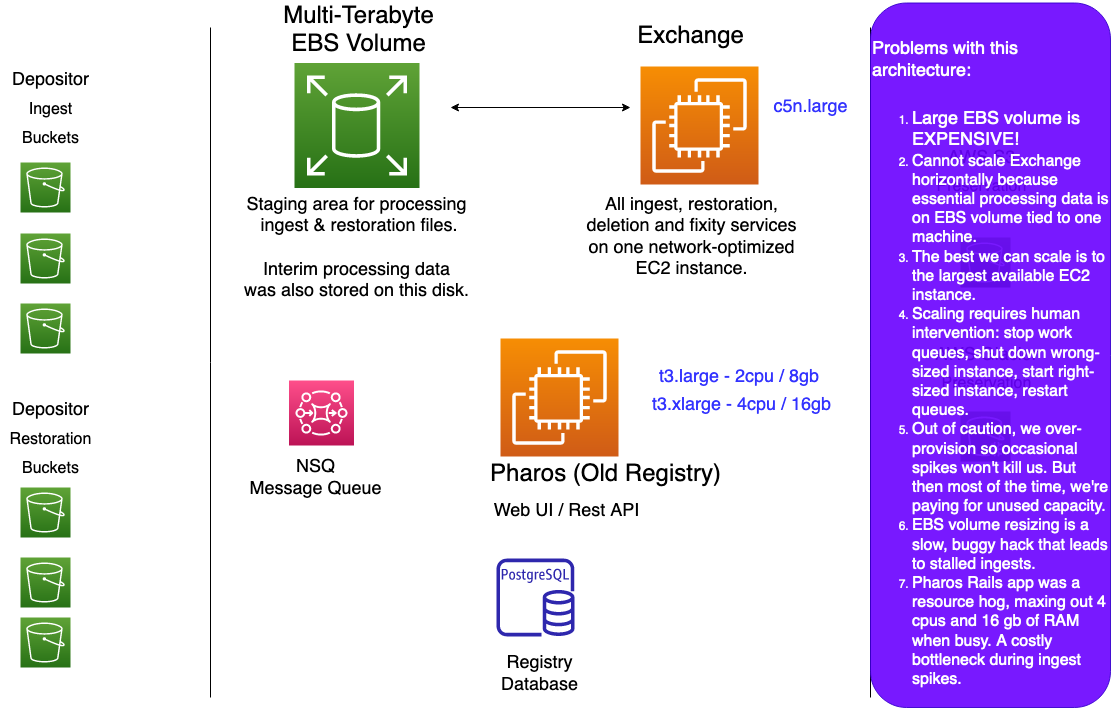 Multi-Terabyte
EBS Volume
Exchange
Depositor
Ingest
Buckets
c5n.large
Staging area for processing
ingest & restoration files.
Interim processing data
was also stored on this disk.
All ingest, restoration,
deletion and fixity services
on one network-optimized
EC2 instance.
t3.large - 2cpu / 8gb
t3.xlarge - 4cpu / 16gb
Depositor
Restoration
Buckets
NSQ
Message Queue
Pharos (Old Registry)
Web UI / Rest API
PostgreSQL
Registry
Database
Problems with this
architecture:
1. Large EBS volume is
EXPENSIVE!
2. Cannot scale Exchange
horizontally because
essential processing data is
on EBS volume tied to one
machine.
3. The best we can scale is to
the largest available EC2
instance.
4. Scaling requires human
intervention: stop work
queues, shut down wrong-
sized instance, start right-
sized instance, restart
queues.
5. Out of caution, we over-
provision so occasional
spikes won't kill us. But
then most of the time, we're
paying for unused capacity.
6. EBS volume resizing is a
slow, buggy hack that leads
to stalled ingests.
7. Pharos Rails app was a
resource hog, maxing out 4
cpus and 16 gb of RAM
when busy. A costly
bottleneck during ingest
spikes.